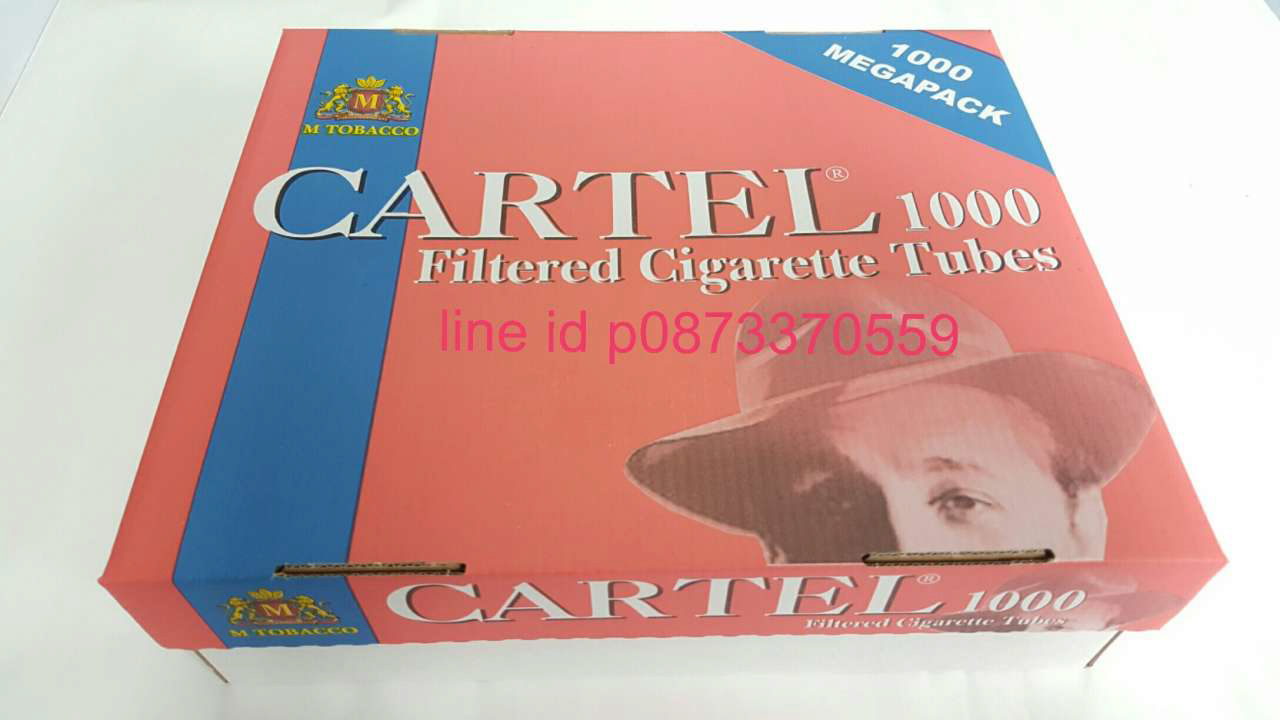 1000
MEGAPACK
M
M TOBACCO
CARTEL® 1000
Filtered Cigarette Tubes
line id p0873370559
M
M TOBACCO
CARTEL® 1000
Filtered Cigarette Tubes